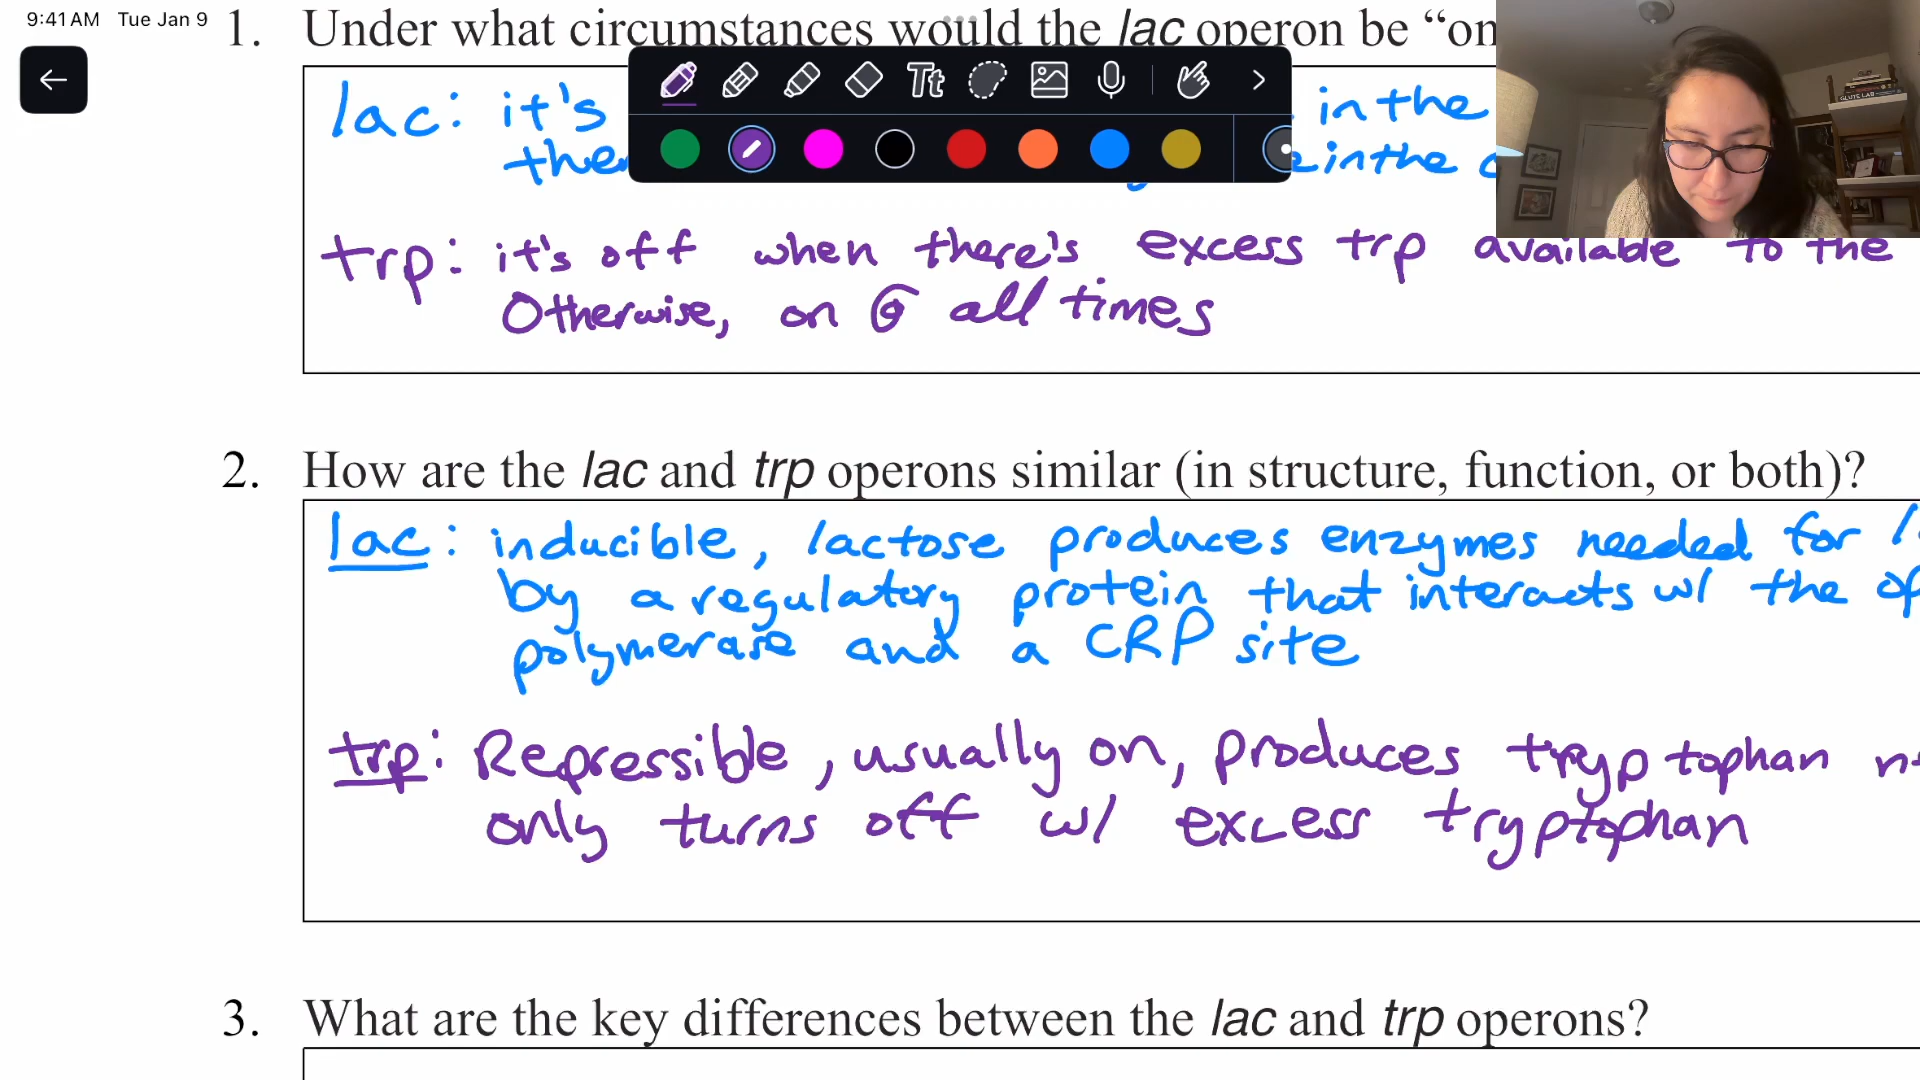 9:41 AM Tue Jan 9
1. Under what circumstances would the lac operon be “on
lac: it's in the
in the
trp: it's off when there's excess trp available to the
Otherwise, on @ all times
Tt
2. How are the lac and trp operons similar (in structure, function, or both)?
lac: inducible, lactose produces enzymes needed for
by a regulatory protein that interacts w/ the
polymerase and a CRP site
trp: Repressible, usually on, produces tryptophan
only turns off w/ excess tryptophan
3. What are the key differences between the lac and trp operons?